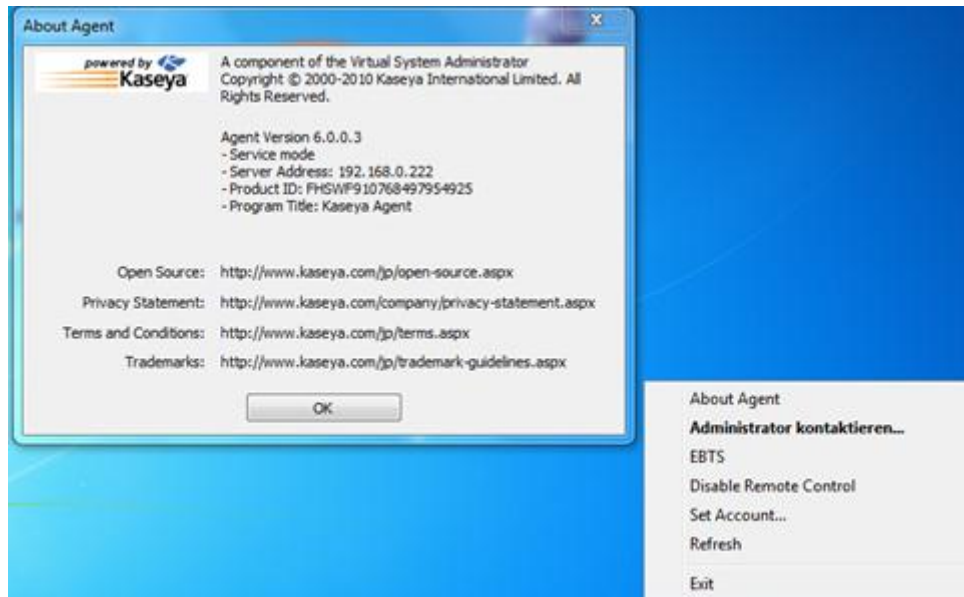 About Agent
powered by
Kaseya
A component of the Virtual System Administrator
Copyright © 2000-2010 Kaseya International Limited. All
Rights Reserved.
Agent Version 6.0.0.3
- Service mode
- Server Address: 192.168.0.222
- Product ID: FHSWF910768497954925
- Program Title: Kaseya Agent
Open Source: http://www.kaseya.com/jp/open-source.aspx
Privacy Statement: http://www.kaseya.com/company/privacy-statement.aspx
Terms and Conditions: http://www.kaseya.com/jp/terms.aspx
Trademarks: http://www.kaseya.com/jp/trademark-guidelines.aspx
OK
About Agent
Administrator kontaktieren...
EBTS
Disable Remote Control
Set Account...
Refresh
Exit